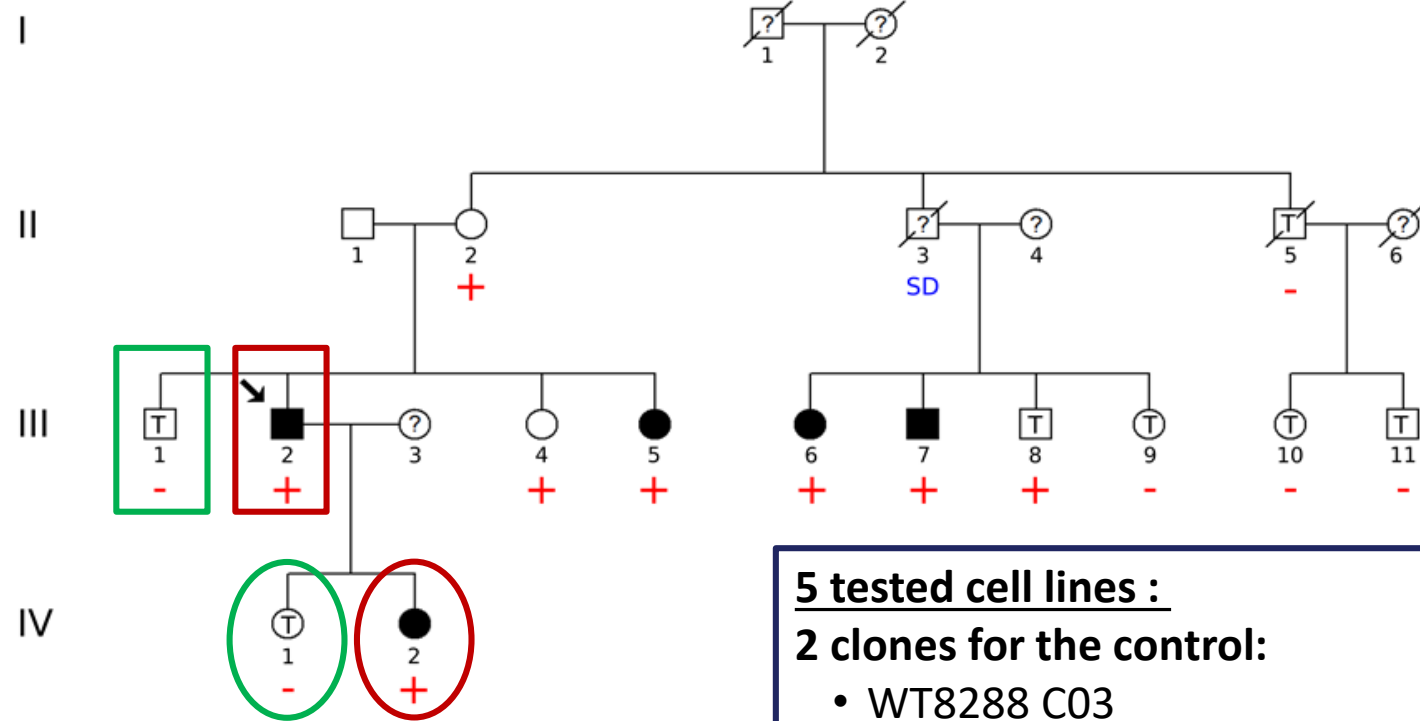 I
? ?
1 2
II
? ? T ?
1 2 3 4 5 6
+ SD -
III
T ? T T T T
1 2 3 4 5 6 7 8 9 10 11
- + + + + + + - - -
IV
T
1 2
- +
5 tested cell lines :
2 clones for the control:
• WT8288 C03